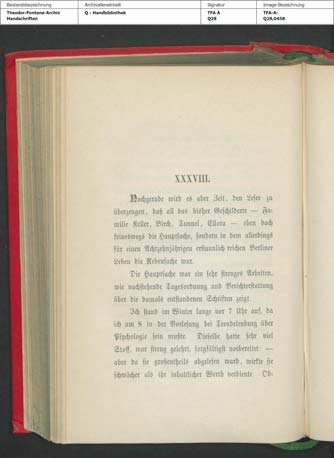 Bestandsbezeichnung Archivalieneinheit Signatur Image-Bezeichnung
Theodor-Fontane-Archiv Q - Handbibliothek TFA A TFA-A-
Handschriften Q28 Q28,0458
XXXVIII.
Nachgerade wird es aber Zeit, den Leser zu
überzeugen, daß all das bisher Geschilderte — Fa-
milie Keller, Birch, Tunnel, Ellora — eben doch
keineswegs die Hauptsache, sondern in dem allerdings
für einen Achtzehnjährigen erstaunlich reichen Berliner
Leben die Nebensache war.
Die Hauptsache war ein sehr strenges Arbeiten,
wie nachstehende Tagesordnung und Berichterstattung
über die damals entstandenen Schriften zeigt.
Ich stand im Winter lange vor 7 Uhr auf, da
ich um 8 in der Vorlesung bei Trendelenburg über
Psychologie sein mußte. Dieselbe hatte sehr viel
Stoff, war streng gelehrt, sorgfältigst vorbereitet: —
aber da sie großentheils abgelesen ward, wirkte sie
schwächer als ihr inhaltlicher Werth verdiente. Ob-